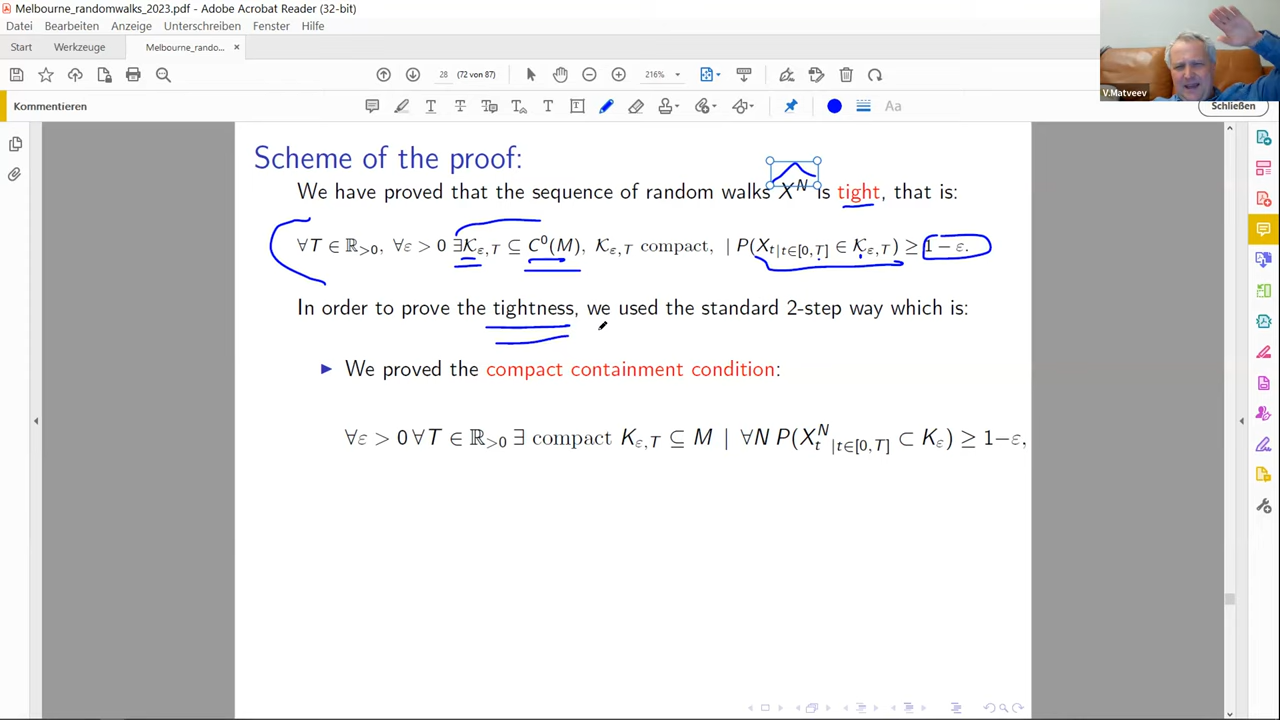 Melbourne_randomwalks_2023.pdf - Adobe Acrobat Reader (32-bit)
Datei Bearbeiten Anzeige Unterschreiben Fenster Hilfe
Start Werkzeuge Melbourne_rando... ×
28 (72 von 87) 216%
Kommentieren Aa Schließen
V.Matveev
Scheme of the proof:
We have proved that the sequence of random walks X^N is tight, that is:
∀T ∈ ℝ_{>0}, ∀ε > 0 ∃𝒦_{ε,T} ⊆ C^0(M), 𝒦_{ε,T} compact, | P(X_{t|t∈[0,T]} ∈ 𝒦_{ε,T}) ≥ 1 − ε.
In order to prove the tightness, we used the standard 2-step way which is:
▶ We proved the compact containment condition:
∀ε > 0 ∀T ∈ ℝ_{>0} ∃ compact K_{ε,T} ⊆ M | ∀N P(X_t^N{}_{|t∈[0,T]} ⊂ K_ε) ≥ 1−ε,